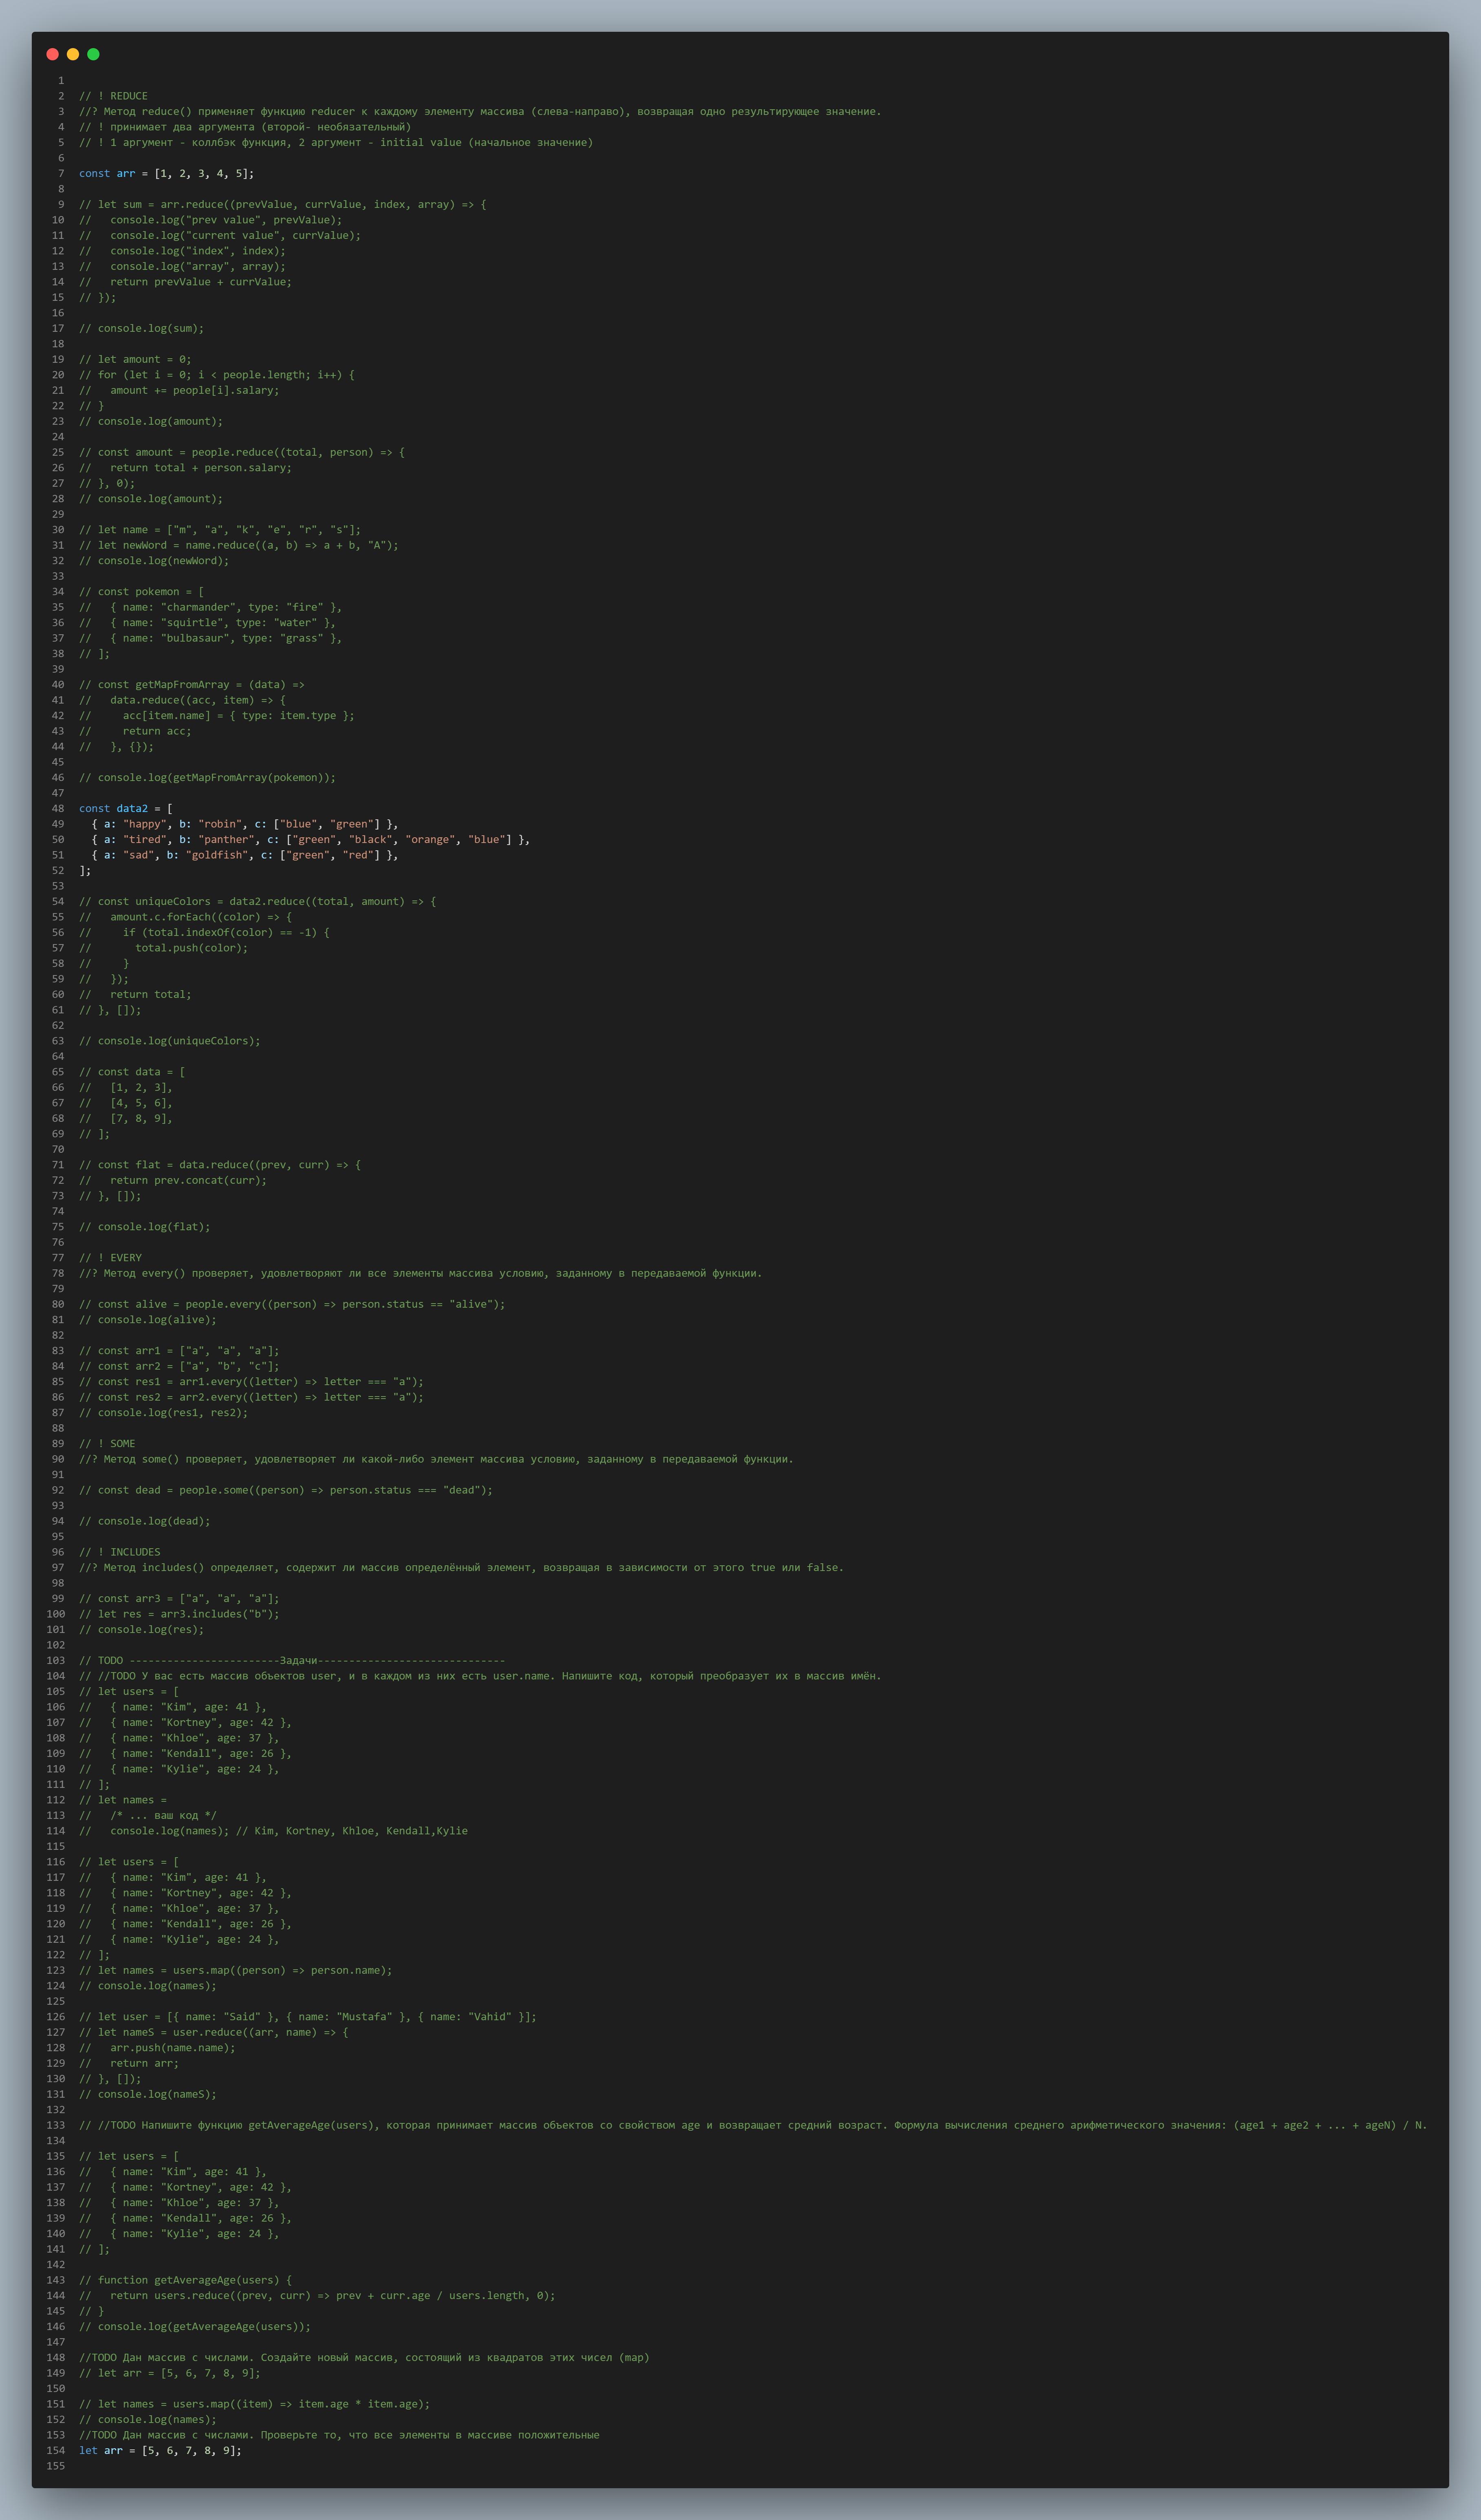 1
2 // ! REDUCE
3 //? Метод reduce() применяет функцию reducer к каждому элементу массива (слева-направо), возвращая одно результирующее значение.
4 // ! принимает два аргумента (второй- необязательный)
5 // ! 1 аргумент - коллбэк функция, 2 аргумент - initial value (начальное значение)
6
7 const arr = [1, 2, 3, 4, 5];
8
9 // let sum = arr.reduce((prevValue, currValue, index, array) => {
10 //   console.log("prev value", prevValue);
11 //   console.log("current value", currValue);
12 //   console.log("index", index);
13 //   console.log("array", array);
14 //   return prevValue + currValue;
15 // });
16
17 // console.log(sum);
18
19 // let amount = 0;
20 // for (let i = 0; i < people.length; i++) {
21 //   amount += people[i].salary;
22 // }
23 // console.log(amount);
24
25 // const amount = people.reduce((total, person) => {
26 //   return total + person.salary;
27 // }, 0);
28 // console.log(amount);
29
30 // let name = ["m", "a", "k", "e", "r", "s"];
31 // let newWord = name.reduce((a, b) => a + b, "A");
32 // console.log(newWord);
33
34 // const pokemon = [
35 //   { name: "charmander", type: "fire" },
36 //   { name: "squirtle", type: "water" },
37 //   { name: "bulbasaur", type: "grass" },
38 // ];
39
40 // const getMapFromArray = (data) =>
41 //   data.reduce((acc, item) => {
42 //     acc[item.name] = { type: item.type };
43 //     return acc;
44 //   }, {});
45
46 // console.log(getMapFromArray(pokemon));
47
48 const data2 = [
49   { a: "happy", b: "robin", c: ["blue", "green"] },
50   { a: "tired", b: "panther", c: ["green", "black", "orange", "blue"] },
51   { a: "sad", b: "goldfish", c: ["green", "red"] },
52 ];
53
54 // const uniqueColors = data2.reduce((total, amount) => {
55 //   amount.c.forEach((color) => {
56 //     if (total.indexOf(color) == -1) {
57 //       total.push(color);
58 //     }
59 //   });
60 //   return total;
61 // }, []);
62
63 // console.log(uniqueColors);
64
65 // const data = [
66 //   [1, 2, 3],
67 //   [4, 5, 6],
68 //   [7, 8, 9],
69 // ];
70
71 // const flat = data.reduce((prev, curr) => {
72 //   return prev.concat(curr);
73 // }, []);
74
75 // console.log(flat);
76
77 // ! EVERY
78 //? Метод every() проверяет, удовлетворяют ли все элементы массива условию, заданному в передаваемой функции.
79
80 // const alive = people.every((person) => person.status == "alive");
81 // console.log(alive);
82
83 // const arr1 = ["a", "a", "a"];
84 // const arr2 = ["a", "b", "c"];
85 // const res1 = arr1.every((letter) => letter === "a");
86 // const res2 = arr2.every((letter) => letter === "a");
87 // console.log(res1, res2);
88
89 // ! SOME
90 //? Метод some() проверяет, удовлетворяет ли какой-либо элемент массива условию, заданному в передаваемой функции.
91
92 // const dead = people.some((person) => person.status === "dead");
93
94 // console.log(dead);
95
96 // ! INCLUDES
97 //? Метод includes() определяет, содержит ли массив определённый элемент, возвращая в зависимости от этого true или false.
98
99 // const arr3 = ["a", "a", "a"];
100 // let res = arr3.includes("b");
101 // console.log(res);
102
103 // TODO ------------------------Задачи------------------------------
104 // //TODO У вас есть массив объектов user, и в каждом из них есть user.name. Напишите код, который преобразует их в массив имён.
105 // let users = [
106 //   { name: "Kim", age: 41 },
107 //   { name: "Kortney", age: 42 },
108 //   { name: "Khloe", age: 37 },
109 //   { name: "Kendall", age: 26 },
110 //   { name: "Kylie", age: 24 },
111 // ];
112 // let names =
113 //   /* ... ваш код */
114 //   console.log(names); // Kim, Kortney, Khloe, Kendall,Kylie
115
116 // let users = [
117 //   { name: "Kim", age: 41 },
118 //   { name: "Kortney", age: 42 },
119 //   { name: "Khloe", age: 37 },
120 //   { name: "Kendall", age: 26 },
121 //   { name: "Kylie", age: 24 },
122 // ];
123 // let names = users.map((person) => person.name);
124 // console.log(names);
125
126 // let user = [{ name: "Said" }, { name: "Mustafa" }, { name: "Vahid" }];
127 // let nameS = user.reduce((arr, name) => {
128 //   arr.push(name.name);
129 //   return arr;
130 // }, []);
131 // console.log(nameS);
132
133 // //TODO Напишите функцию getAverageAge(users), которая принимает массив объектов со свойством age и возвращает средний возраст. Формула вычисления среднего арифметического значения: (age1 + age2 + ... + ageN) / N.
134
135 // let users = [
136 //   { name: "Kim", age: 41 },
137 //   { name: "Kortney", age: 42 },
138 //   { name: "Khloe", age: 37 },
139 //   { name: "Kendall", age: 26 },
140 //   { name: "Kylie", age: 24 },
141 // ];
142
143 // function getAverageAge(users) {
144 //   return users.reduce((prev, curr) => prev + curr.age / users.length, 0);
145 // }
146 // console.log(getAverageAge(users));
147
148 //TODO Дан массив с числами. Создайте новый массив, состоящий из квадратов этих чисел (map)
149 // let arr = [5, 6, 7, 8, 9];
150
151 // let names = users.map((item) => item.age * item.age);
152 // console.log(names);
153 //TODO Дан массив с числами. Проверьте то, что все элементы в массиве положительные
154 let arr = [5, 6, 7, 8, 9];
155